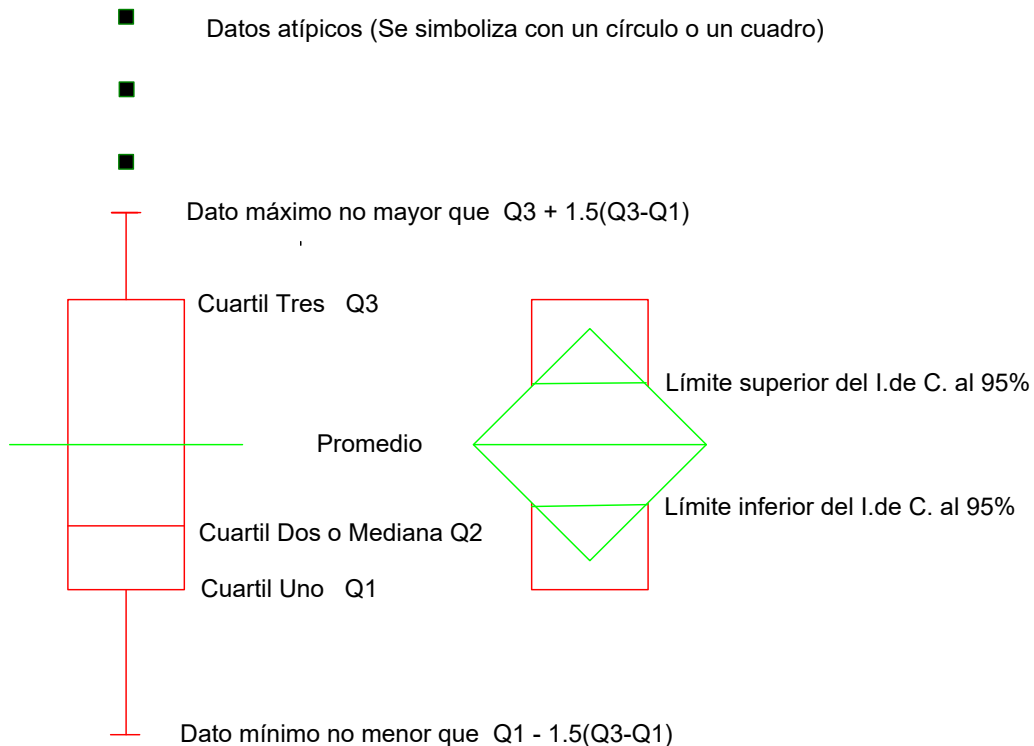 Datos atípicos (Se simboliza con un círculo o un cuadro)
Dato máximo no mayor que Q3 + 1.5(Q3-Q1)
Cuartil Tres Q3
Límite superior del I.de C. al 95%
Promedio
Límite inferior del I.de C. al 95%
Cuartil Dos o Mediana Q2
Cuartil Uno Q1
Dato mínimo no menor que Q1 - 1.5(Q3-Q1)